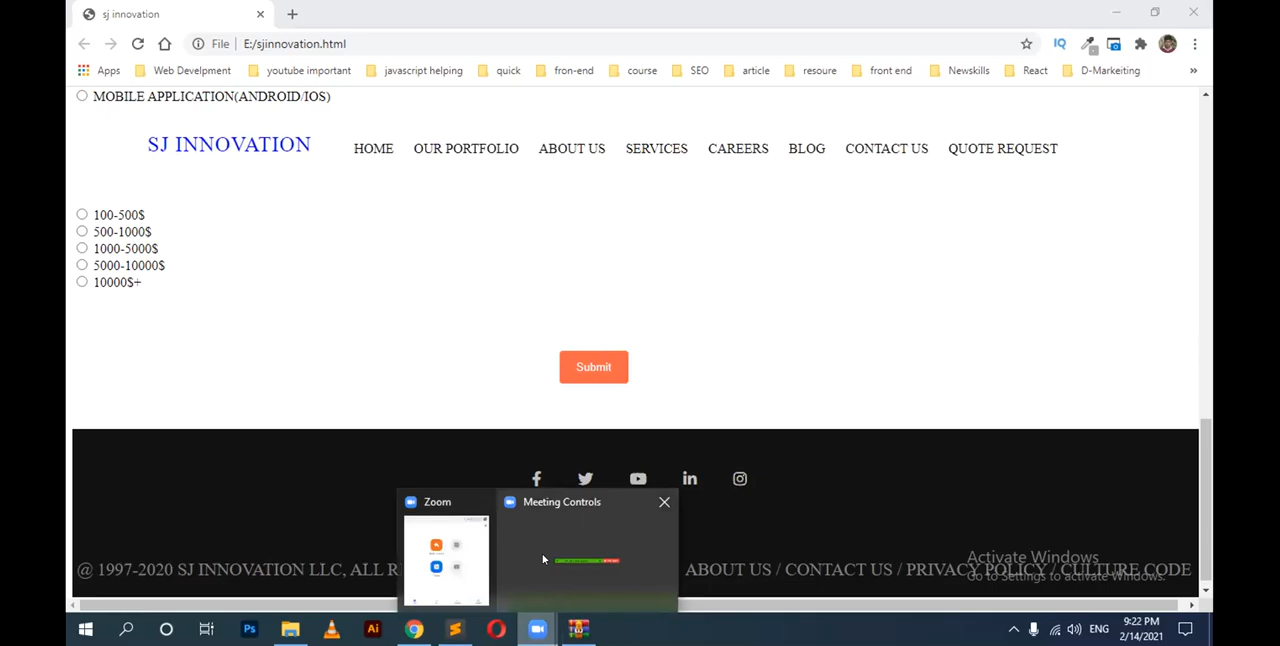 sj innovation
File E:/sjinnovation.html
IQ
Apps Web Develpment youtube important javascript helping quick fron-end course SEO article resoure front end Newskills React D-Markeiting »
MOBILE APPLICATION(ANDROID/IOS)
SJ INNOVATION HOME OUR PORTFOLIO ABOUT US SERVICES CAREERS BLOG CONTACT US QUOTE REQUEST
100-500$
500-1000$
1000-5000$
5000-10000$
10000$+
Submit
Zoom Meeting Controls
Activate Windows
@ 1997-2020 SJ INNOVATION LLC, ALL R ABOUT US / CONTACT US / PRIVACY POLICY / CULTURE CODE
Go to Settings to activate Windows.
Ps Ai ENG 9:22 PM
2/14/2021